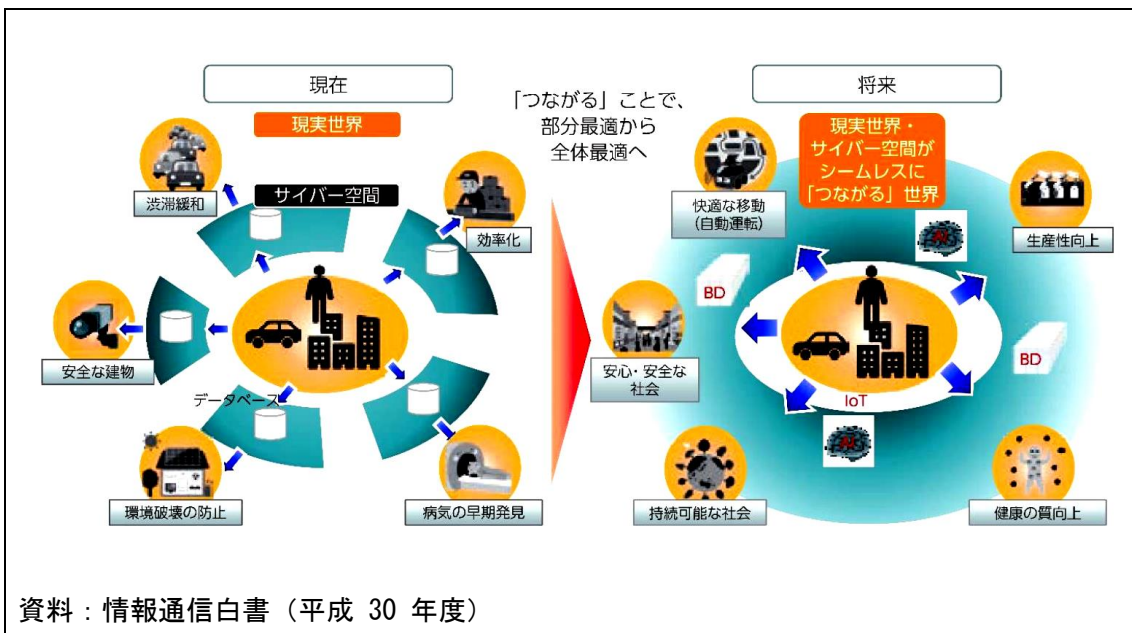 現在
現実世界
サイバー空間
渋滞緩和
効率化
安全な建物
データベース
環境破壊の防止
病気の早期発見
「つながる」ことで、
部分最適から
全体最適へ
将来
現実世界・
サイバー空間が
シームレスに
「つながる」世界
快適な移動
(自動運転)
AI
生産性向上
BD
BD
安心・安全な
社会
IoT
AI
持続可能な社会
健康の質向上
資料：情報通信白書（平成 30 年度）